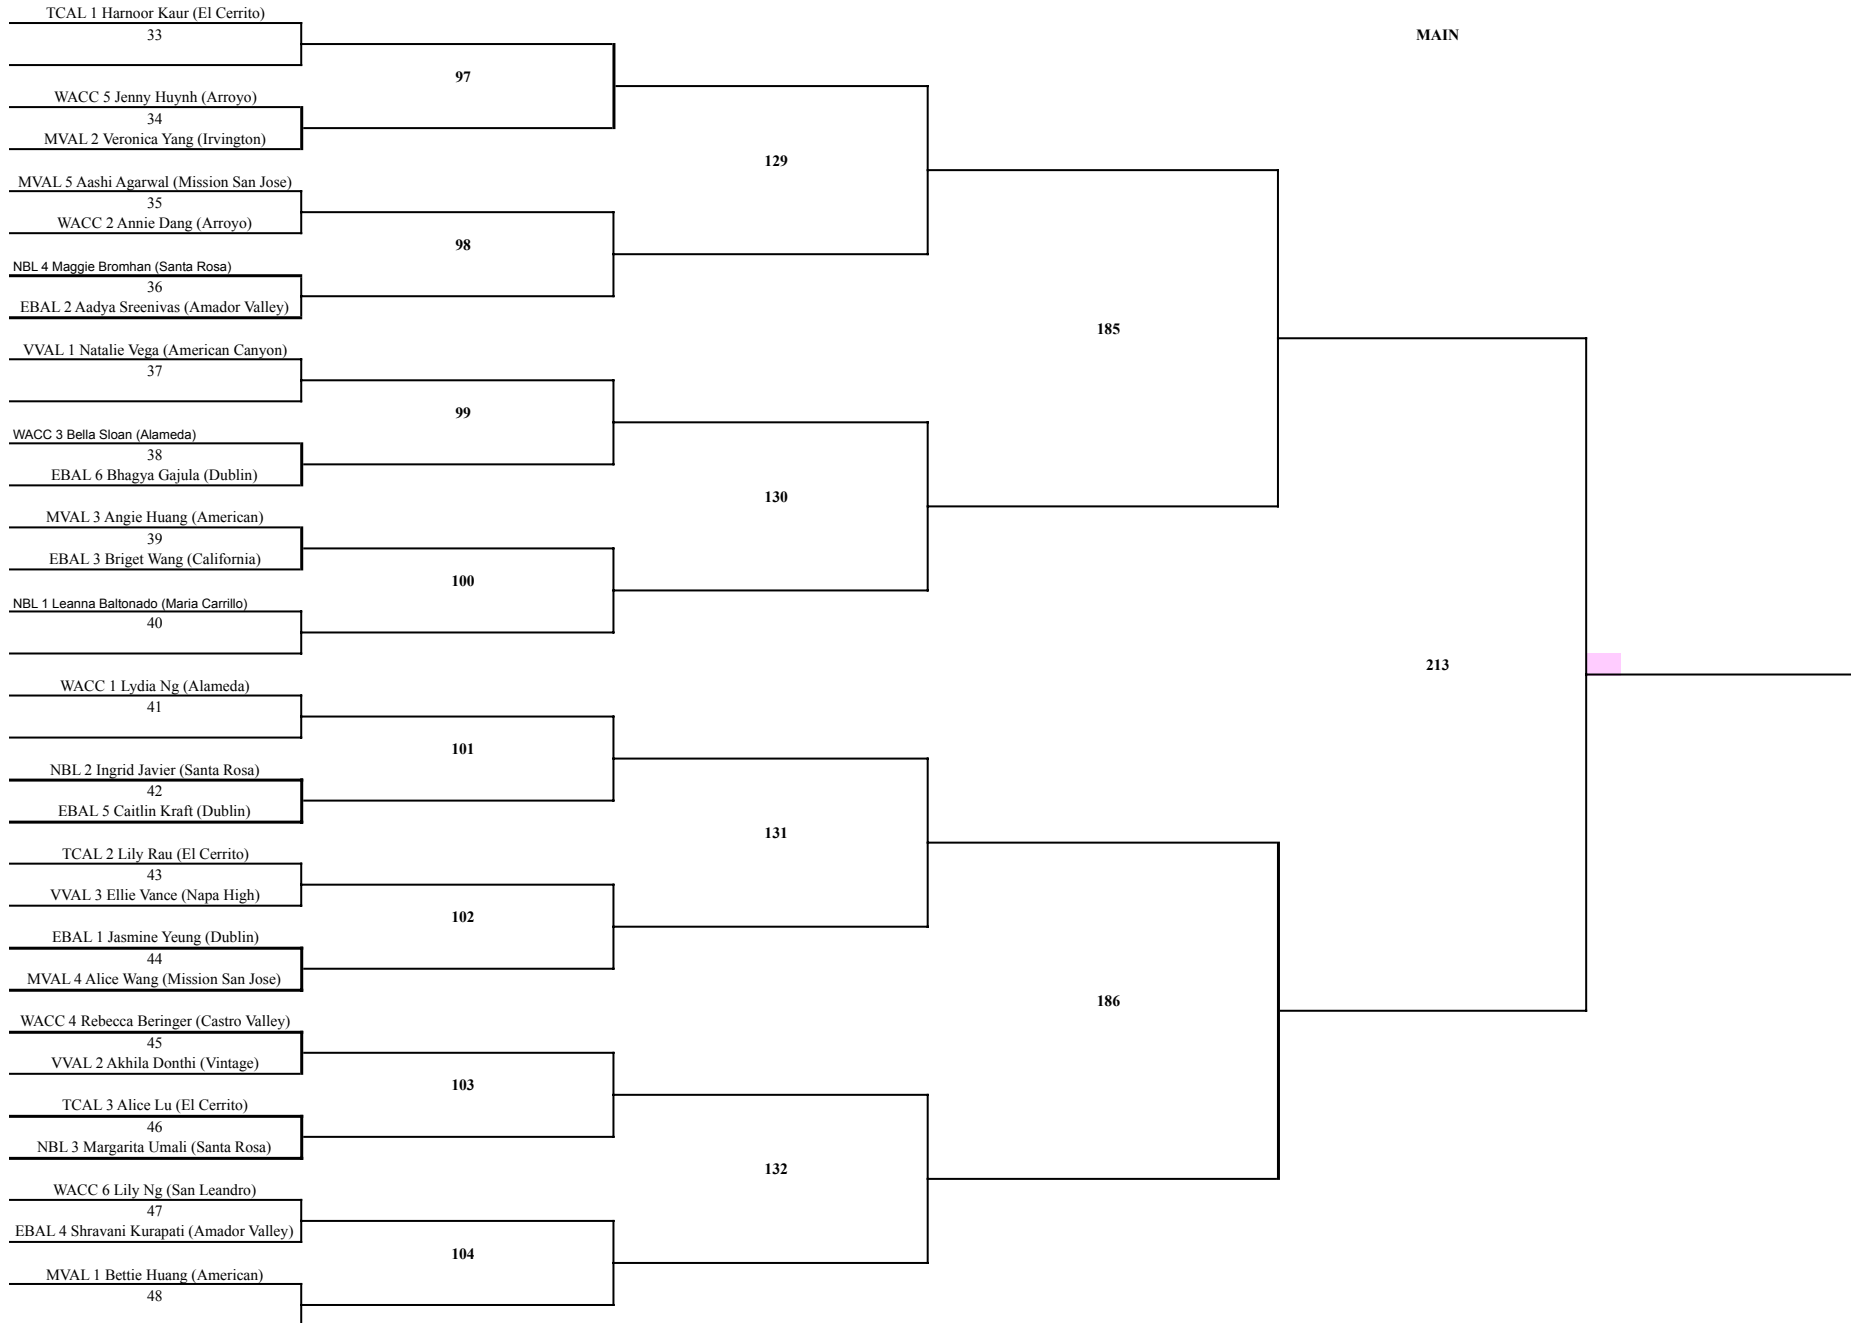 TCAL 1 Harnoor Kaur (El Cerrito)
33
MAIN
97
WACC 5 Jenny Huynh (Arroyo)
34
MVAL 2 Veronica Yang (Irvington)
129
MVAL 5 Aashi Agarwal (Mission San Jose)
35
WACC 2 Annie Dang (Arroyo)
98
NBL 4 Maggie Bromhan (Santa Rosa)
36
EBAL 2 Aadya Sreenivas (Amador Valley)
185
VVAL 1 Natalie Vega (American Canyon)
37
99
WACC 3 Bella Sloan (Alameda)
38
EBAL 6 Bhagya Gajula (Dublin)
130
MVAL 3 Angie Huang (American)
39
EBAL 3 Briget Wang (California)
100
NBL 1 Leanna Baltonado (Maria Carrillo)
40
213
WACC 1 Lydia Ng (Alameda)
41
101
NBL 2 Ingrid Javier (Santa Rosa)
42
EBAL 5 Caitlin Kraft (Dublin)
131
TCAL 2 Lily Rau (El Cerrito)
43
VVAL 3 Ellie Vance (Napa High)
102
EBAL 1 Jasmine Yeung (Dublin)
44
MVAL 4 Alice Wang (Mission San Jose)
186
WACC 4 Rebecca Beringer (Castro Valley)
45
VVAL 2 Akhila Donthi (Vintage)
103
TCAL 3 Alice Lu (El Cerrito)
46
NBL 3 Margarita Umali (Santa Rosa)
132
WACC 6 Lily Ng (San Leandro)
47
EBAL 4 Shravani Kurapati (Amador Valley)
104
MVAL 1 Bettie Huang (American)
48